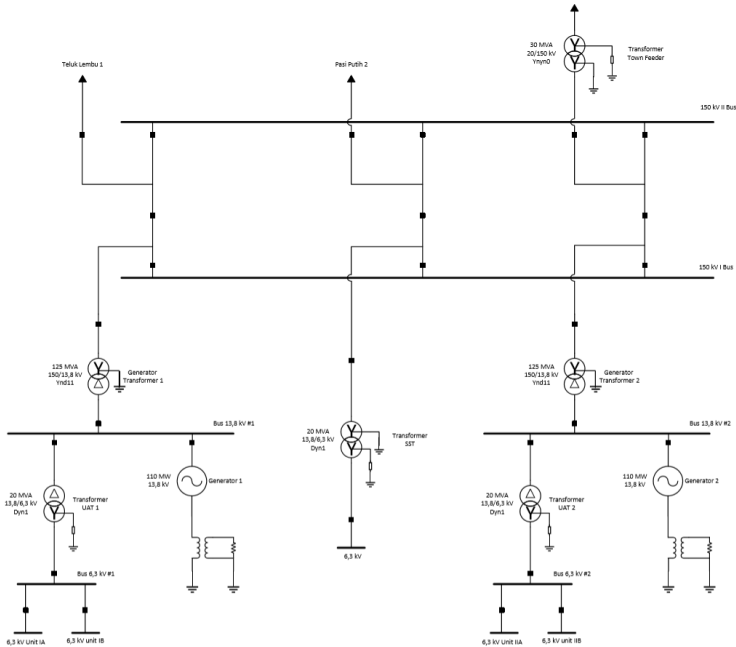 30 MVA
20/150 kV
Ynyn0
Transformer
Town Feeder
Teluk Lembu 1
Pasi Putih 2
150 kV II Bus
150 kV I Bus
125 MVA
150/13,8 kV
Ynd11
Generator
Transformer 1
125 MVA
150/13,8 kV
Ynd11
Generator
Transformer 2
Bus 13,8 kV #1
Bus 13,8 kV #2
20 MVA
13,8/6,3 kV
Dyn1
Transformer
SST
110 MW
13,8 kV
Generator 1
110 MW
13,8 kV
Generator 2
20 MVA
13,8/6,3 kV
Dyn1
Transformer
UAT 1
20 MVA
13,8/6,3 kV
Dyn1
Transformer
UAT 2
6,3 kV
Bus 6,3 kV #1
Bus 6,3 kV #2
6,3 kV Unit IA
6,3 kV unit IB
6,3 kV Unit IIA
6,3 kV unit IIB